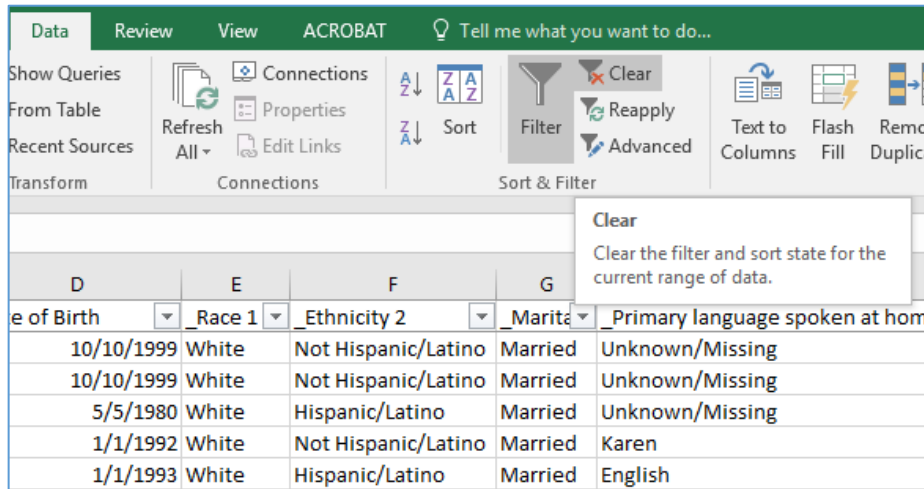 Data Review View ACROBAT Tell me what you want to do...
Show Queries
From Table
Recent Sources
Transform
Refresh
All
Connections
Properties
Edit Links
Connections
A
Z
Z
A
Z A
A Z
Sort
Filter
Clear
Reapply
Advanced
Sort & Filter
Text to
Columns
Flash
Fill
Remo
Duplic
Clear
Clear the filter and sort state for the
current range of data.
D E F G
e of Birth _Race 1 _Ethnicity 2 _Marita _Primary language spoken at hom
10/10/1999 White Not Hispanic/Latino Married Unknown/Missing
10/10/1999 White Not Hispanic/Latino Married Unknown/Missing
5/5/1980 White Hispanic/Latino Married Unknown/Missing
1/1/1992 White Not Hispanic/Latino Married Karen
1/1/1993 White Hispanic/Latino Married English